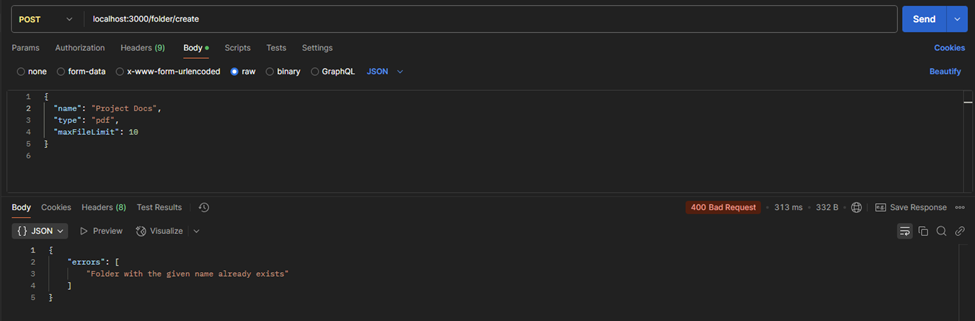 POST localhost:3000/folder/create Send
Params Authorization Headers (9) Body Scripts Tests Settings Cookies
none form-data x-www-form-urlencoded raw binary GraphQL JSON Beautify
1 {
2 "name": "Project Docs",
3 "type": "pdf",
4 "maxFileLimit": 10
5 }
6
Body Cookies Headers (8) Test Results 400 Bad Request • 313 ms • 332 B Save Response
{} JSON Preview Visualize
1 {
2 "errors": [
3 "Folder with the given name already exists"
4 ]
5 }